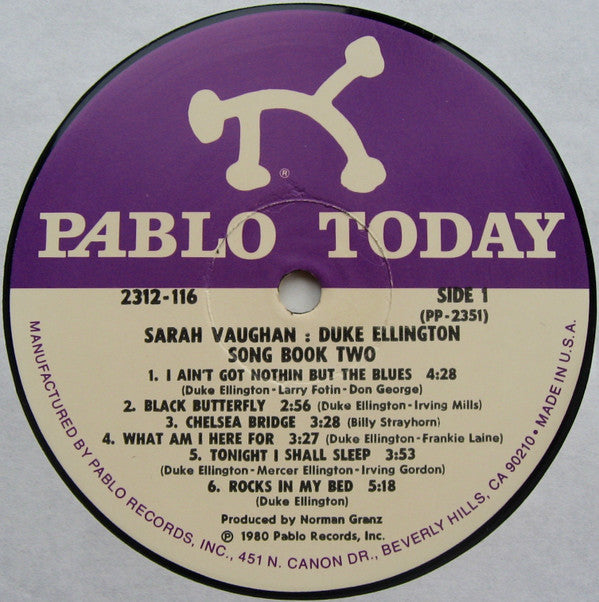 ®
PABLO TODAY
2312-116 SIDE 1
(PP-2351)
SARAH VAUGHAN : DUKE ELLINGTON
SONG BOOK TWO
1. I AIN'T GOT NOTHIN BUT THE BLUES 4:28
(Duke Ellington-Larry Fotin-Don George)
2. BLACK BUTTERFLY 2:56 (Duke Ellington-Irving Mills)
3. CHELSEA BRIDGE 3:28 (Billy Strayhorn)
4. WHAT AM I HERE FOR 3:27 (Duke Ellington-Frankie Laine)
5. TONIGHT I SHALL SLEEP 3:53
(Duke Ellington-Mercer Ellington-Irving Gordon)
6. ROCKS IN MY BED 5:18
(Duke Ellington)
Produced by Norman Granz
℗ 1980 Pablo Records, Inc.
MANUFACTURED BY PABLO RECORDS, INC., 451 N. CANON DR., BEVERLY HILLS, CA 90210 • MADE IN U.S.A.